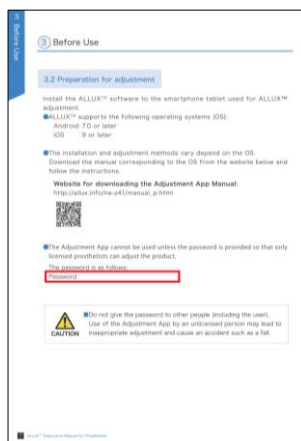 3 Before Use
③ Before Use
3.2 Preparation for adjustment
Install the ALLUX™ software to the smartphone tablet used for ALLUX™
adjustment.
●ALLUX™ supports the following operating systems (OS):
Android: 7.0 or later
iOS : 9 or later
●The installation and adjustment methods vary depend on the OS.
Download the manual corresponding to the OS from the website below and
follow the instructions.
Website for downloading the Adjustment App Manual:
http://allux.info/ne-z41/manual_p.html
●The Adjustment App cannot be used unless the password is provided so that only
licensed prosthetists can adjust the product.
The password is as follows:
Password :
CAUTION
■Do not give the password to other people (including the user).
Use of the Adjustment App by an unlicensed person may lead to
inappropriate adjustment and cause an accident such as a fall.
ALLUX™ Instruction Manual for Prosthetists